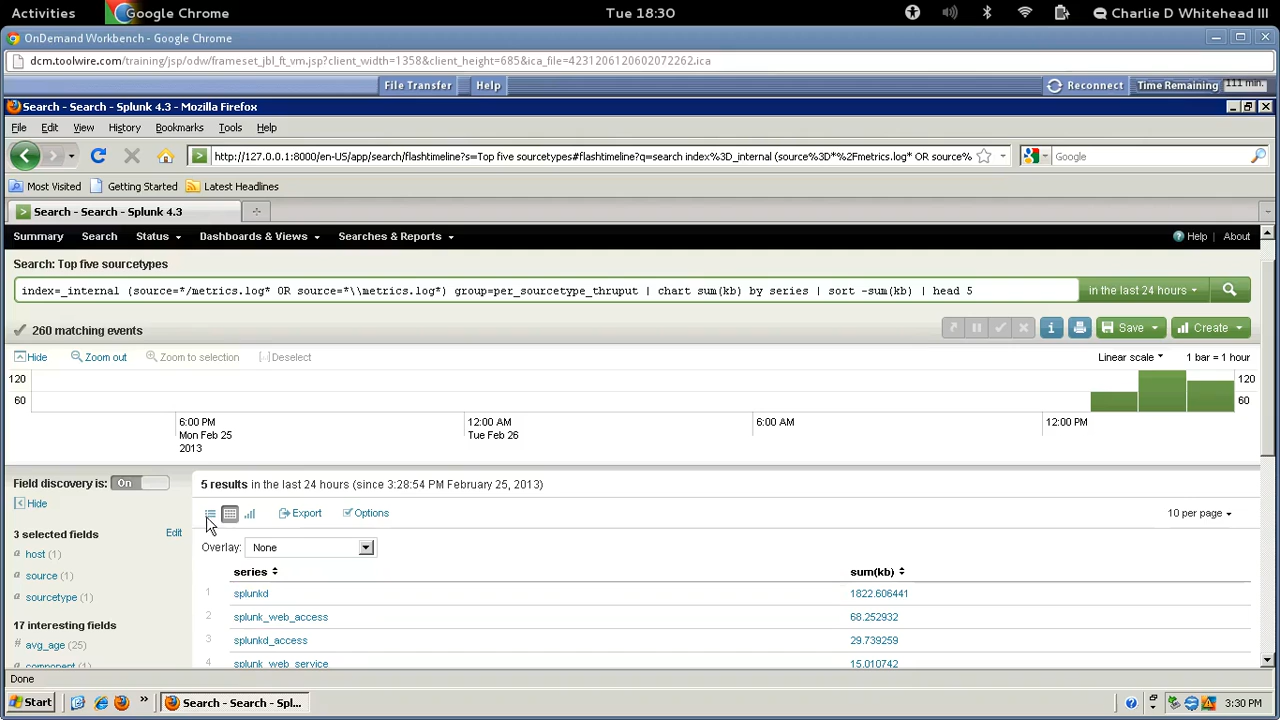 Activities Google Chrome Tue 18:30 Charlie D Whitehead III
OnDemand Workbench - Google Chrome
dcm.toolwire.com/training/jsp/odw/frameset_jbl_ft_vm.jsp?client_width=1358&client_height=685&ica_file=4231206120602072262.ica
File Transfer Help Reconnect Time Remaining 111 min.
Search - Search - Splunk 4.3 - Mozilla Firefox
File Edit View History Bookmarks Tools Help
http://127.0.0.1:8000/en-US/app/search/flashtimeline?s=Top five sourcetypes#flashtimeline?q=search index%3D_internal (source%3D*%2Fmetrics.log* OR source% Google
Most Visited Getting Started Latest Headlines
Search - Search - Splunk 4.3
Summary Search Status Dashboards & Views Searches & Reports Help About
Search: Top five sourcetypes
index=_internal (source=*/metrics.log* OR source=*\\metrics.log*) group=per_sourcetype_thruput | chart sum(kb) by series | sort -sum(kb) | head 5 in the last 24 hours
260 matching events Save Create
Hide Zoom out Zoom to selection Deselect Linear scale 1 bar = 1 hour
120 120
60 60
6:00 PM 12:00 AM 6:00 AM 12:00 PM
Mon Feb 25 Tue Feb 26
2013
Field discovery is: On 5 results in the last 24 hours (since 3:28:54 PM February 25, 2013)
Hide
Export Options 10 per page
3 selected fields Edit
Overlay: None
a host (1)
series sum(kb)
a source (1)
1 splunkd 1822.606441
a sourcetype (1)
2 splunk_web_access 68.252932
17 interesting fields
3 splunkd_access 29.739259
# avg_age (25)
4 splunk_web_service 15.010742
component (1)
Done
Start Search - Search - Spl... 3:30 PM